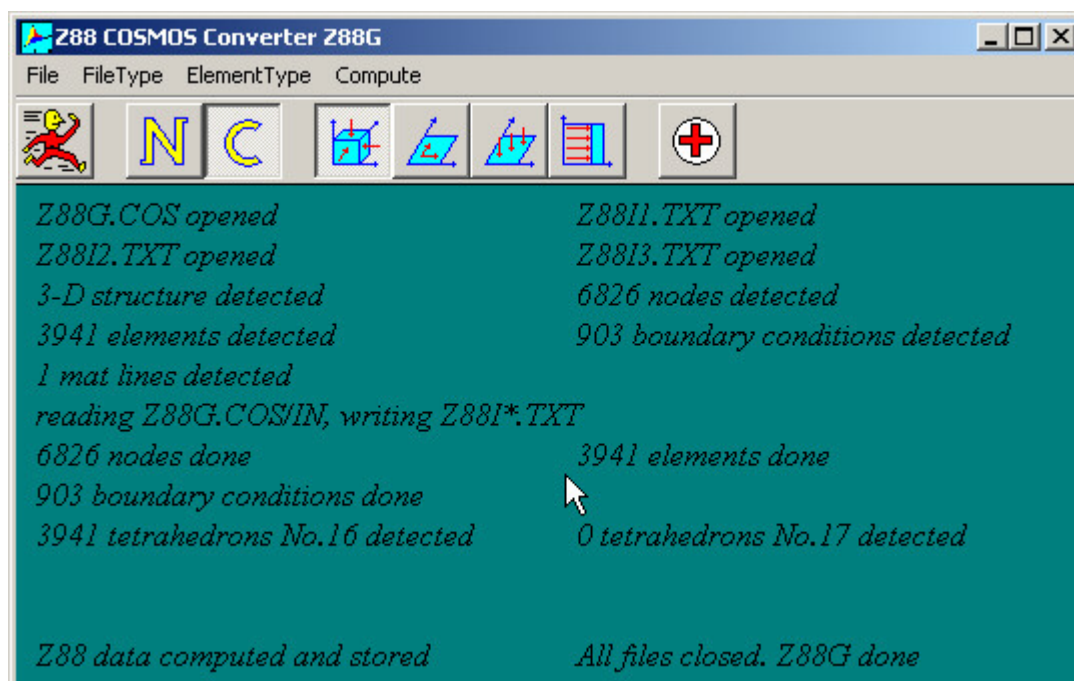 Z88 COSMOS Converter Z88G
File FileType ElementType Compute
N C
Z88G.COS opened Z88I1.TXT opened
Z88I2.TXT opened Z88I3.TXT opened
3-D structure detected 6826 nodes detected
3941 elements detected 903 boundary conditions detected
1 mat lines detected
reading Z88G.COS/IN, writing Z88I*.TXT
6826 nodes done 3941 elements done
903 boundary conditions done
3941 tetrahedrons No.16 detected 0 tetrahedrons No.17 detected
Z88 data computed and stored All files closed. Z88G done